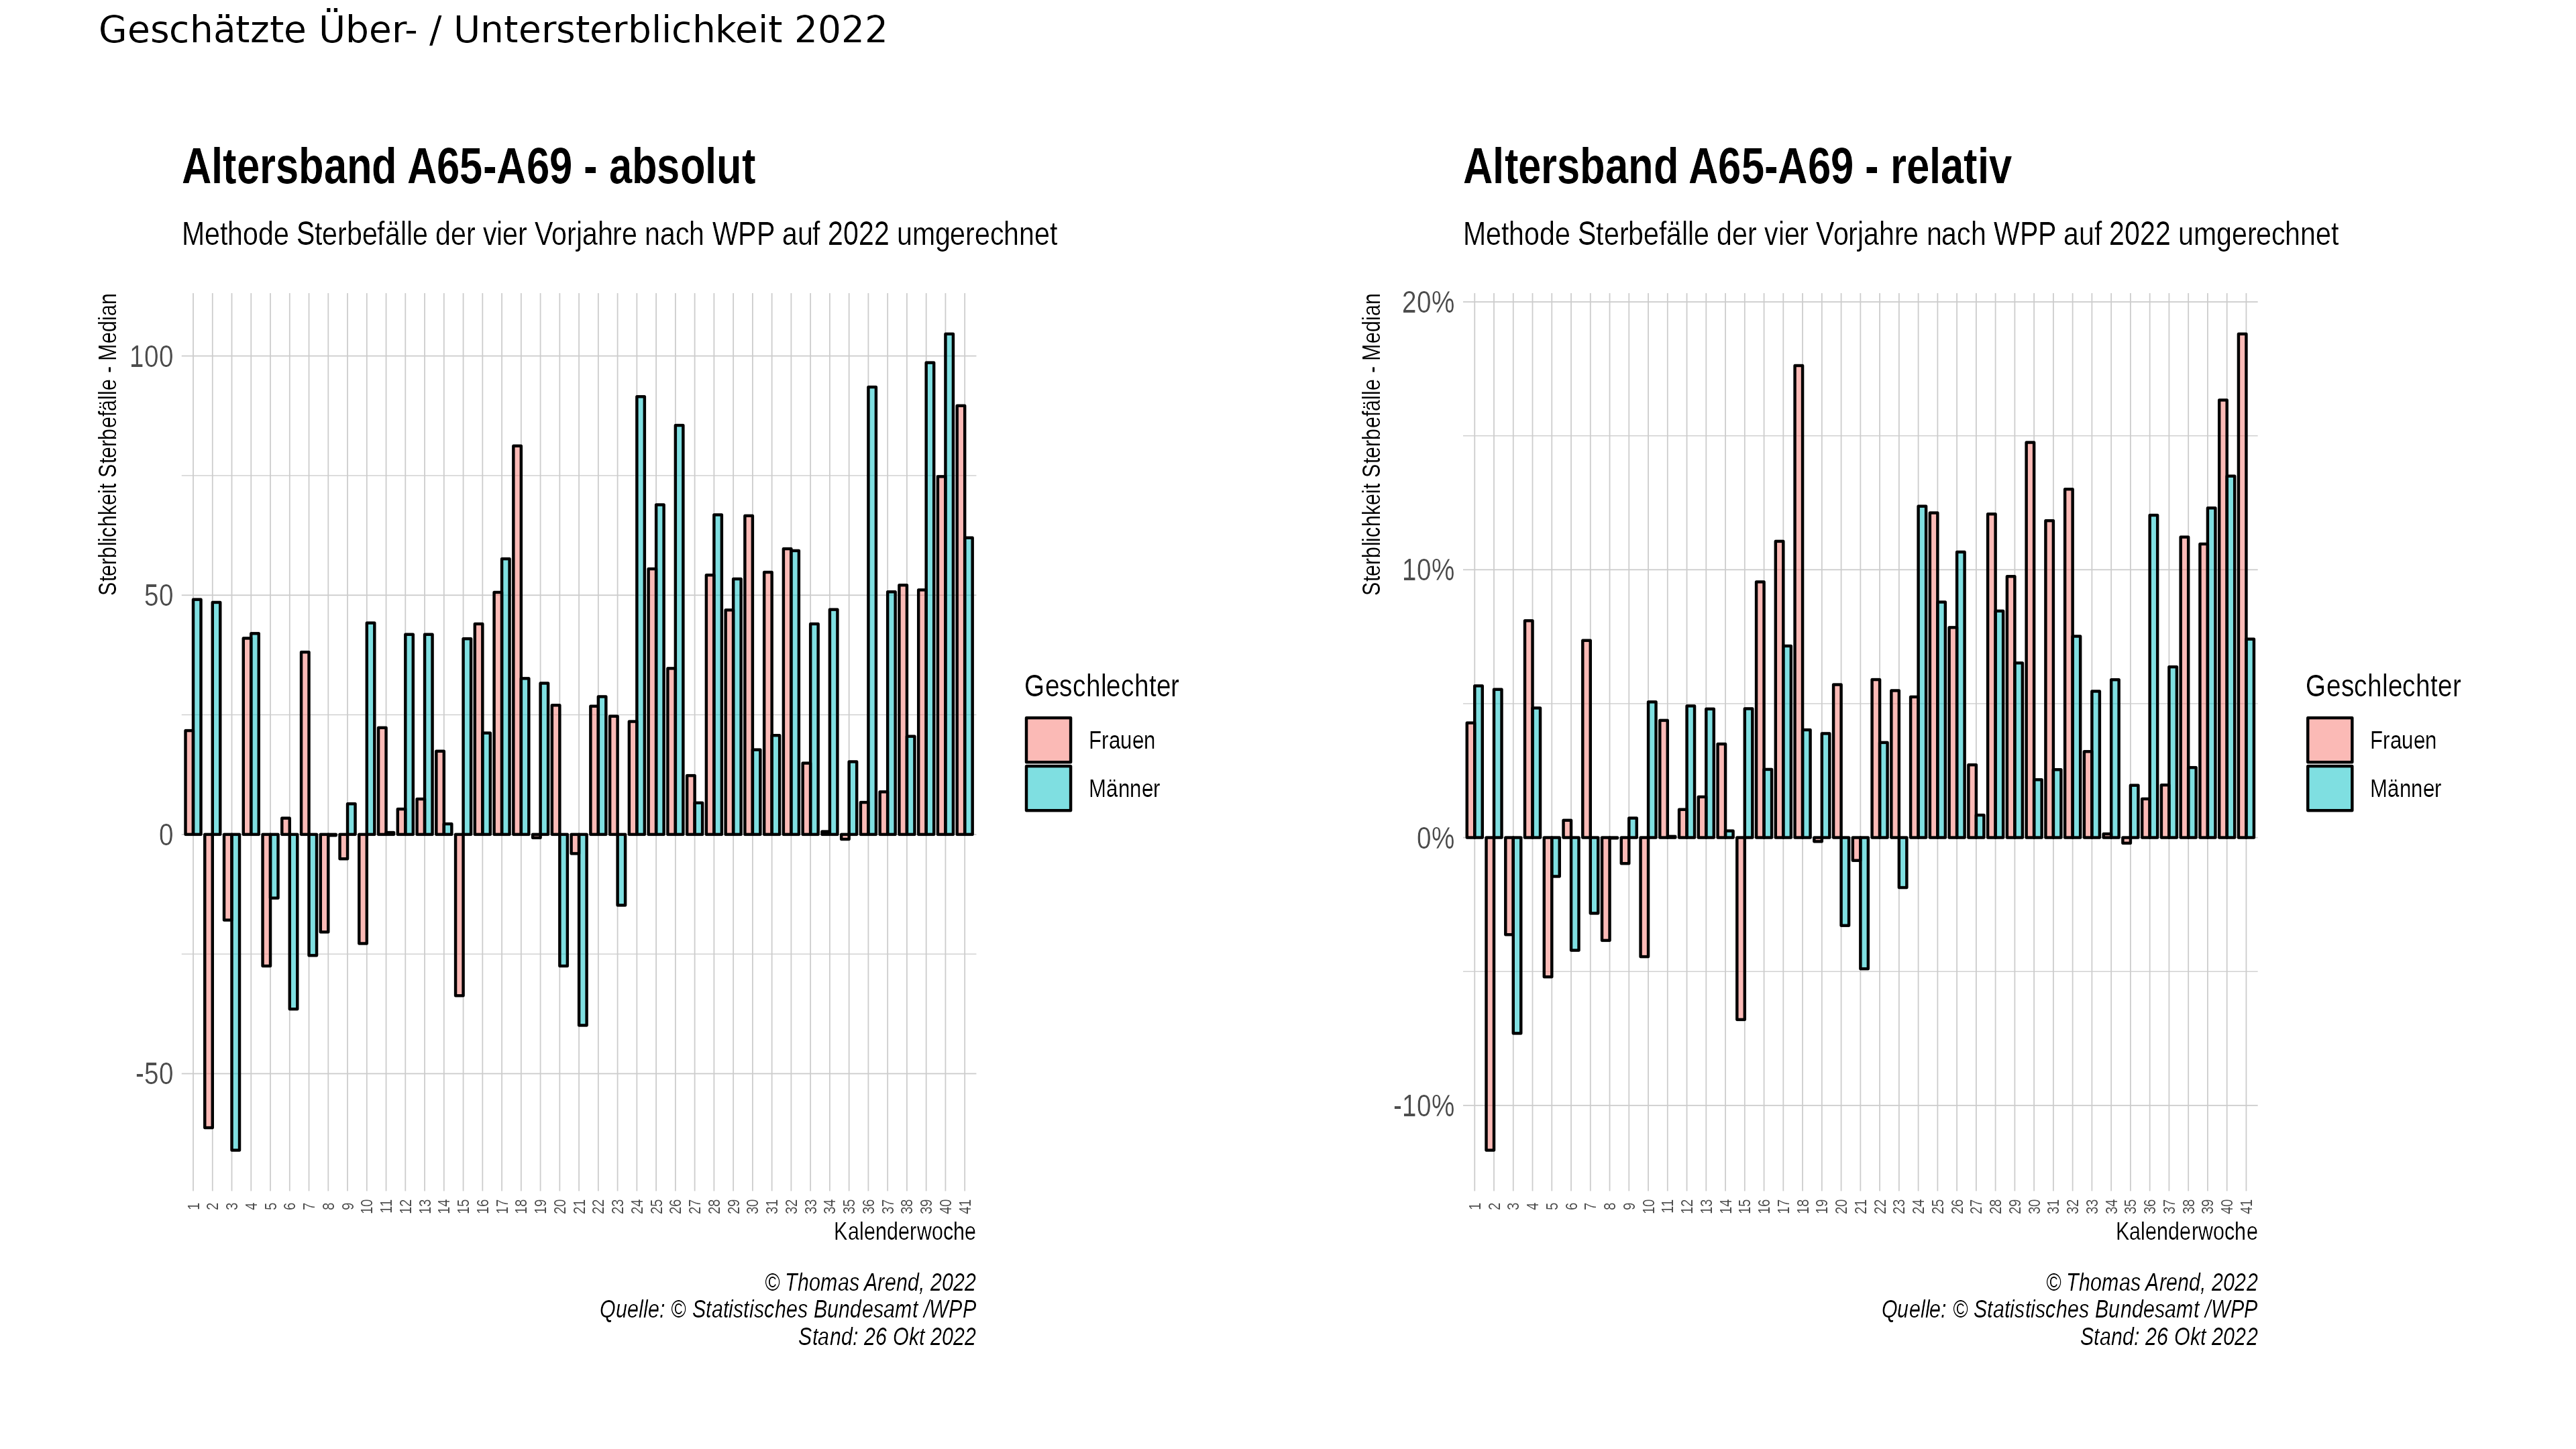 Geschätzte Über- / Untersterblichkeit 2022
Altersband A65-A69 - absolut
Methode Sterbefälle der vier Vorjahre nach WPP auf 2022 umgerechnet
Sterblichkeit Sterbefälle - Median
100
50
0
-50
1 2 3 4 5 6 7 8 9 10 11 12 13 14 15 16 17 18 19 20 21 22 23 24 25 26 27 28 29 30 31 32 33 34 35 36 37 38 39 40 41
Kalenderwoche
Geschlechter
Frauen
Männer
© Thomas Arend, 2022
Quelle: © Statistisches Bundesamt /WPP
Stand: 26 Okt 2022
Altersband A65-A69 - relativ
Methode Sterbefälle der vier Vorjahre nach WPP auf 2022 umgerechnet
Sterblichkeit Sterbefälle - Median
20%
10%
0%
-10%
1 2 3 4 5 6 7 8 9 10 11 12 13 14 15 16 17 18 19 20 21 22 23 24 25 26 27 28 29 30 31 32 33 34 35 36 37 38 39 40 41
Kalenderwoche
Geschlechter
Frauen
Männer
© Thomas Arend, 2022
Quelle: © Statistisches Bundesamt /WPP
Stand: 26 Okt 2022